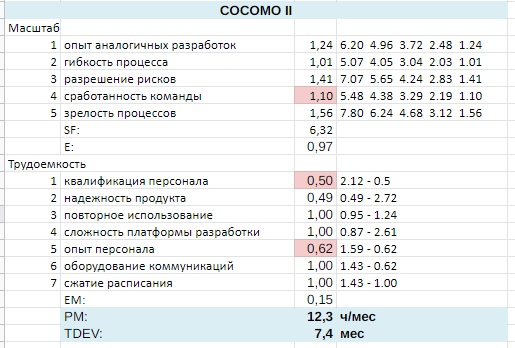 COCOMO II
Масштаб
1 опыт аналогичных разработок 1,24 6.20 4.96 3.72 2.48 1.24
2 гибкость процесса 1,01 5.07 4.05 3.04 2.03 1.01
3 разрешение рисков 1,41 7.07 5.65 4.24 2.83 1.41
4 сработанность команды 1,10 5.48 4.38 3.29 2.19 1.10
5 зрелость процессов 1,56 7.80 6.24 4.68 3.12 1.56
SF: 6,32
E: 0,97
Трудоемкость
1 квалификация персонала 0,50 2.12 - 0.5
2 надежность продукта 0,49 0.49 - 2.72
3 повторное использование 1,00 0.95 - 1.24
4 сложность платформы разработки 1,00 0.87 - 2.61
5 опыт персонала 0,62 1.59 - 0.62
6 оборудование коммуникаций 1,00 1.43 - 0.62
7 сжатие расписания 1,00 1.43 - 1.00
EM: 0,15
PM: 12,3 ч/мес
TDEV: 7,4 мес